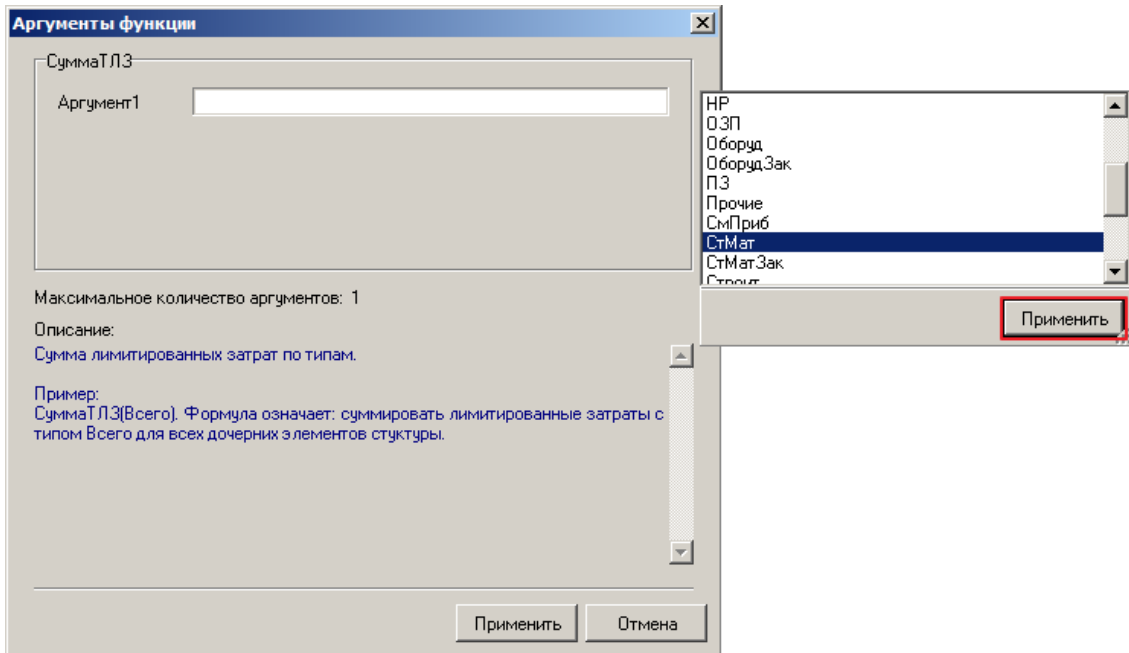 Аргументы функции
СуммаТЛЗ
Аргумент1
НР
ОЗП
Оборуд
ОборудЗак
ПЗ
Прочие
СмПриб
СтМат
СтМатЗак
Строит
Применить
Максимальное количество аргументов: 1
Описание:
Сумма лимитированных затрат по типам.
Пример:
СуммаТЛЗ(Всего). Формула означает: суммировать лимитированные затраты с
типом Всего для всех дочерних элементов стуктуры.
Применить
Отмена